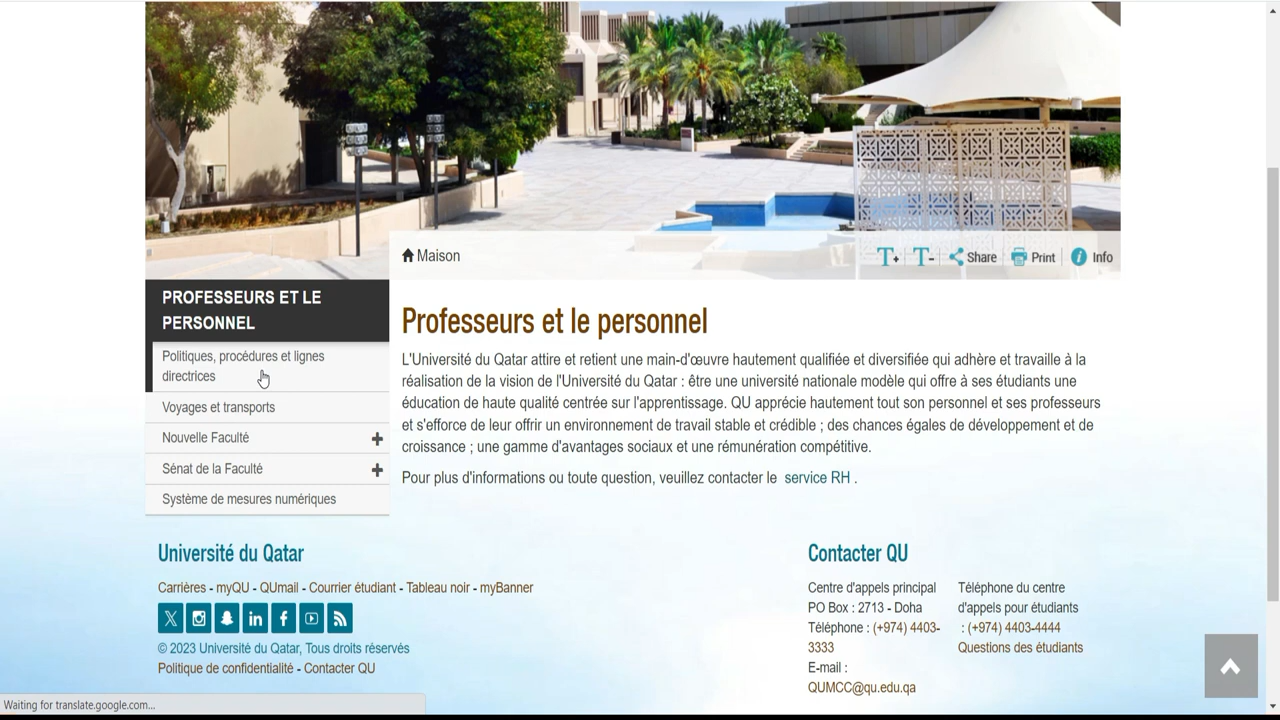 Maison
T+ T- Share Print Info
PROFESSEURS ET LE
PERSONNEL
Politiques, procédures et lignes
directrices
Voyages et transports
Nouvelle Faculté
Sénat de la Faculté
Système de mesures numériques
Professeurs et le personnel
L'Université du Qatar attire et retient une main-d'œuvre hautement qualifiée et diversifiée qui adhère et travaille à la
réalisation de la vision de l'Université du Qatar : être une université nationale modèle qui offre à ses étudiants une
éducation de haute qualité centrée sur l'apprentissage. QU apprécie hautement tout son personnel et ses professeurs
et s'efforce de leur offrir un environnement de travail stable et crédible ; des chances égales de développement et de
croissance ; une gamme d'avantages sociaux et une rémunération compétitive.
Pour plus d'informations ou toute question, veuillez contacter le service RH .
Université du Qatar
Carrières - myQU - QUmail - Courrier étudiant - Tableau noir - myBanner
© 2023 Université du Qatar, Tous droits réservés
Politique de confidentialité - Contacter QU
Contacter QU
Centre d'appels principal
PO Box : 2713 - Doha
Téléphone : (+974) 4403-
3333
E-mail :
QUMCC@qu.edu.qa
Téléphone du centre
d'appels pour étudiants
: (+974) 4403-4444
Questions des étudiants
Waiting for translate.google.com...